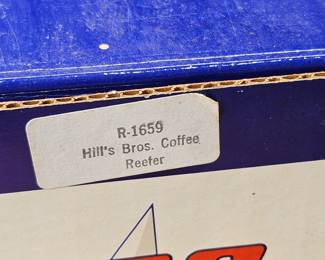 R-1659
Hill's Bros. Coffee
Reefer